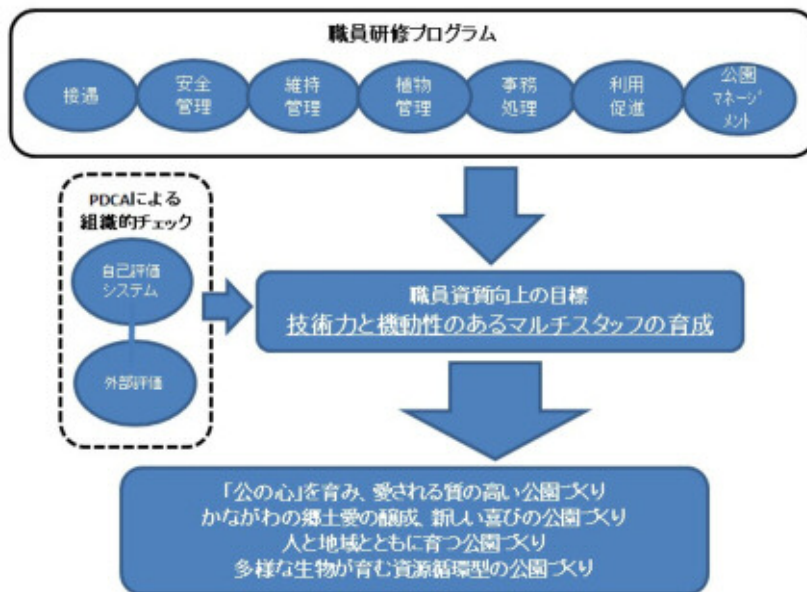 職員研修プログラム
接遇
安全
管理
維持
管理
植物
管理
事務
処理
利用
促進
公園
マネージ
メント
PDCAによる
組織的チェック
自己評価
システム
外部評価
職員資質向上の目標
技術力と機動性のあるマルチスタッフの育成
「公の心」を育み、愛される質の高い公園づくり
かながわの郷土愛の醸成、新しい喜びの公園づくり
人と地域とともに育つ公園づくり
多様な生物が育む資源循環型の公園づくり